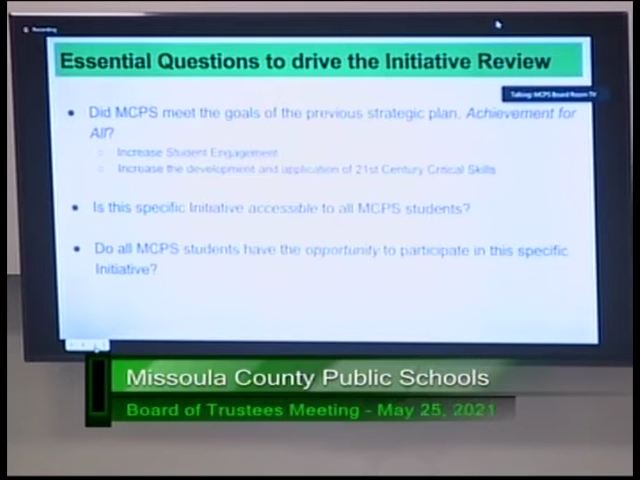 Recording
Essential Questions to drive the Initiative Review
Talking: MCPS Board Room TV
Did MCPS meet the goals of the previous strategic plan, Achievement for
All?
Increase Student Engagement
Increase the development and application of 21st Century Critical Skills
Is this specific Initiative accessible to all MCPS students?
Do all MCPS students have the opportunity to participate in this specific
Initiative?
Missoula County Public Schools
Board of Trustees Meeting - May 25, 2021